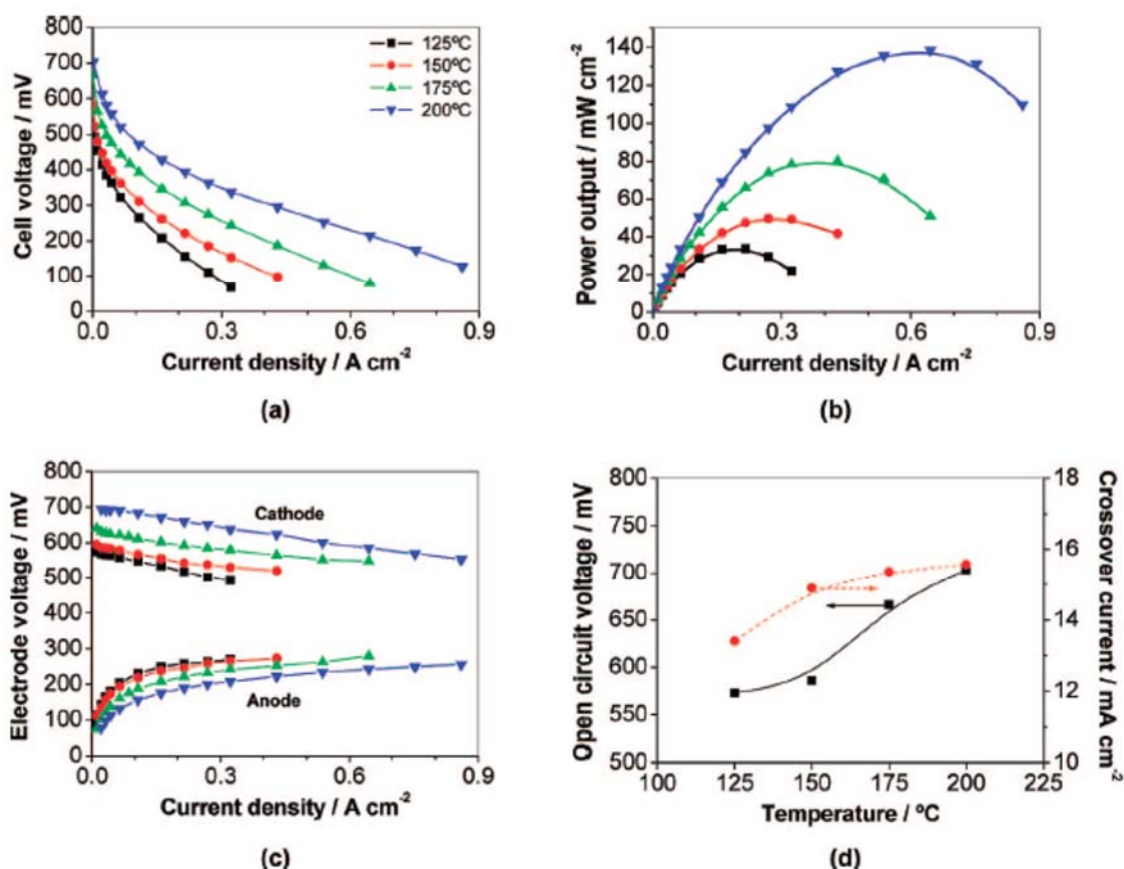 800
700
600
500
400
300
200
100
0
Cell voltage / mV
125ºC
150ºC
175ºC
200ºC
0.0 0.3 0.6 0.9
Current density / A cm-2
(a)
140
120
100
80
60
40
20
0
Power output / mW cm-2
0.0 0.3 0.6 0.9
Current density / A cm-2
(b)
800
700
600
500
400
300
200
100
0
Electrode voltage / mV
Cathode
Anode
0.0 0.3 0.6 0.9
Current density / A cm-2
(c)
800
750
700
650
600
550
500
Open circuit voltage / mV
18
16
14
12
10
Crossover current / mA cm-2
100 125 150 175 200 225
Temperature / ºC
(d)